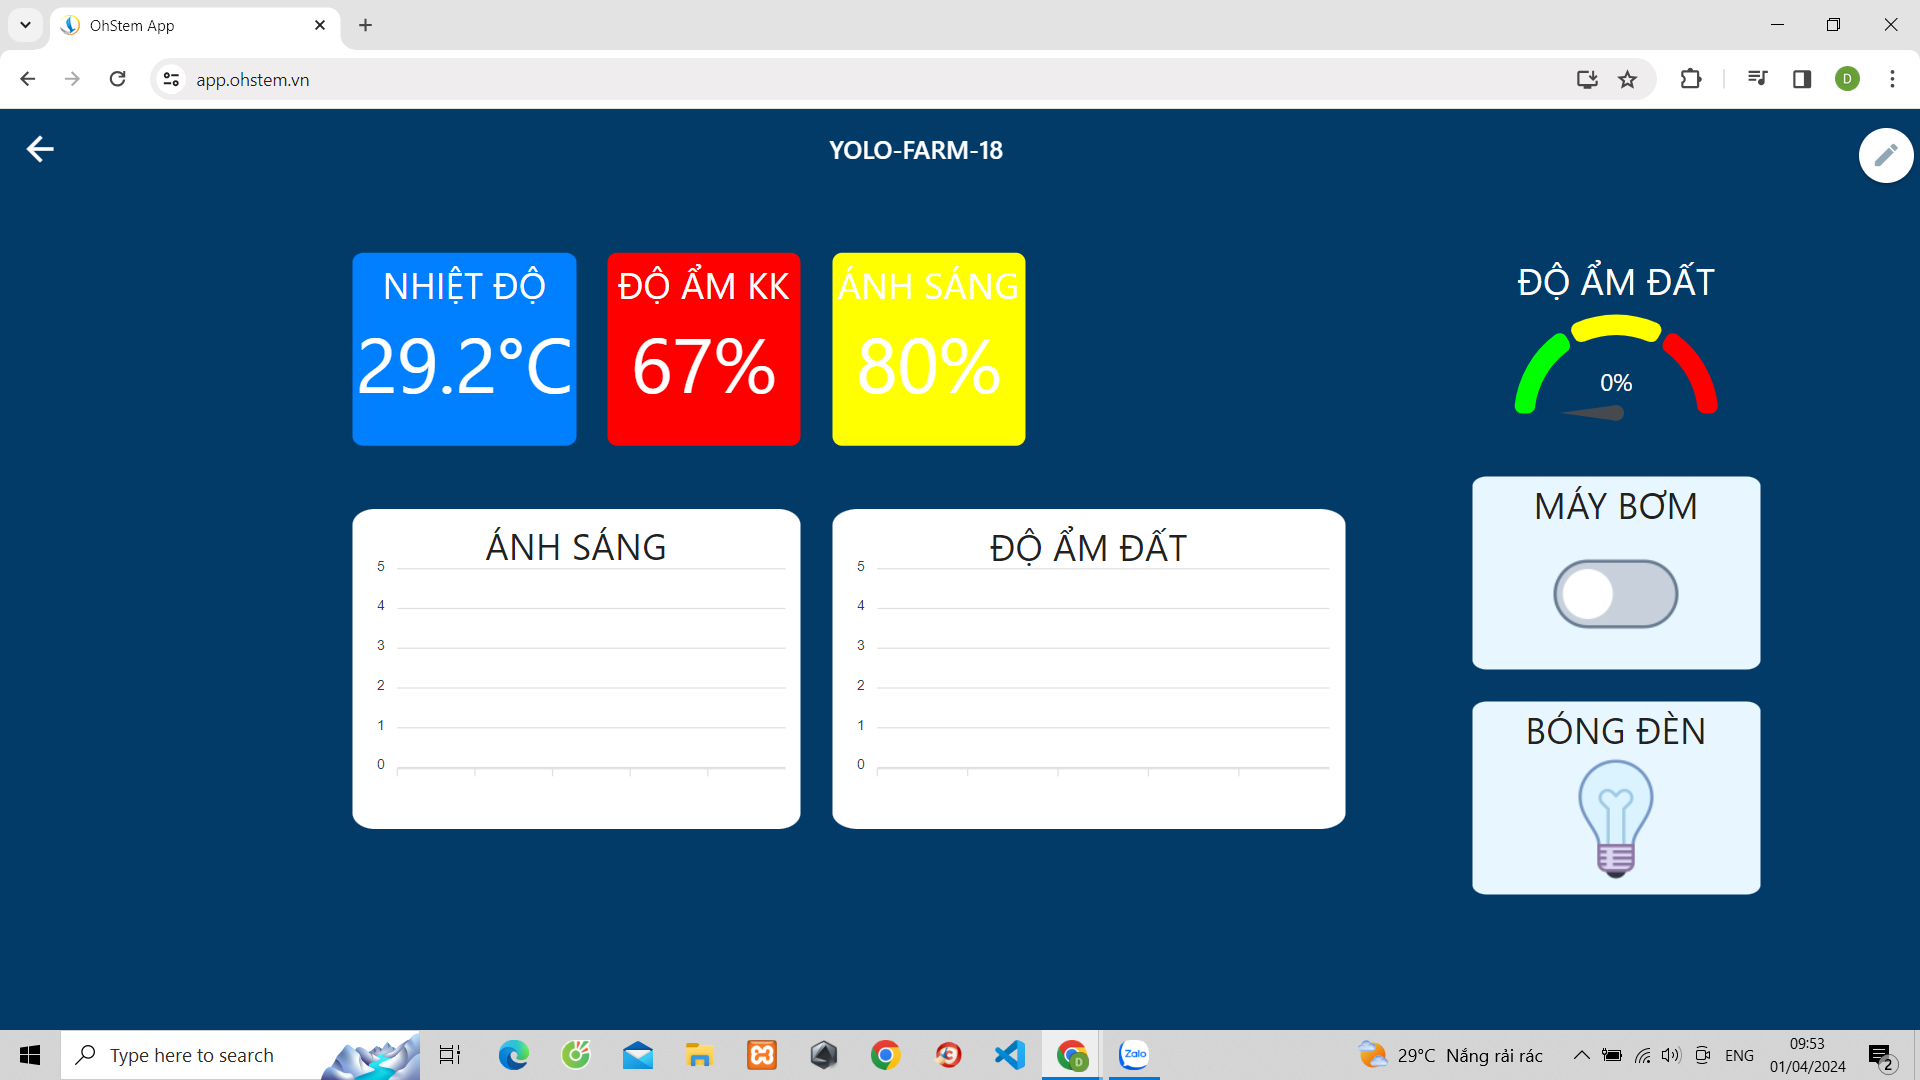 OhStem App
app.ohstem.vn
D
YOLO-FARM-18
NHIỆT ĐỘ
29.2°C
ĐỘ ẨM KK
67%
ÁNH SÁNG
80%
ĐỘ ẨM ĐẤT
0%
ÁNH SÁNG
5
4
3
2
1
0
ĐỘ ẨM ĐẤT
5
4
3
2
1
0
MÁY BƠM
BÓNG ĐÈN
Type here to search
D
Zalo
29°C Nắng rải rác
ENG
09:53
01/04/2024
2